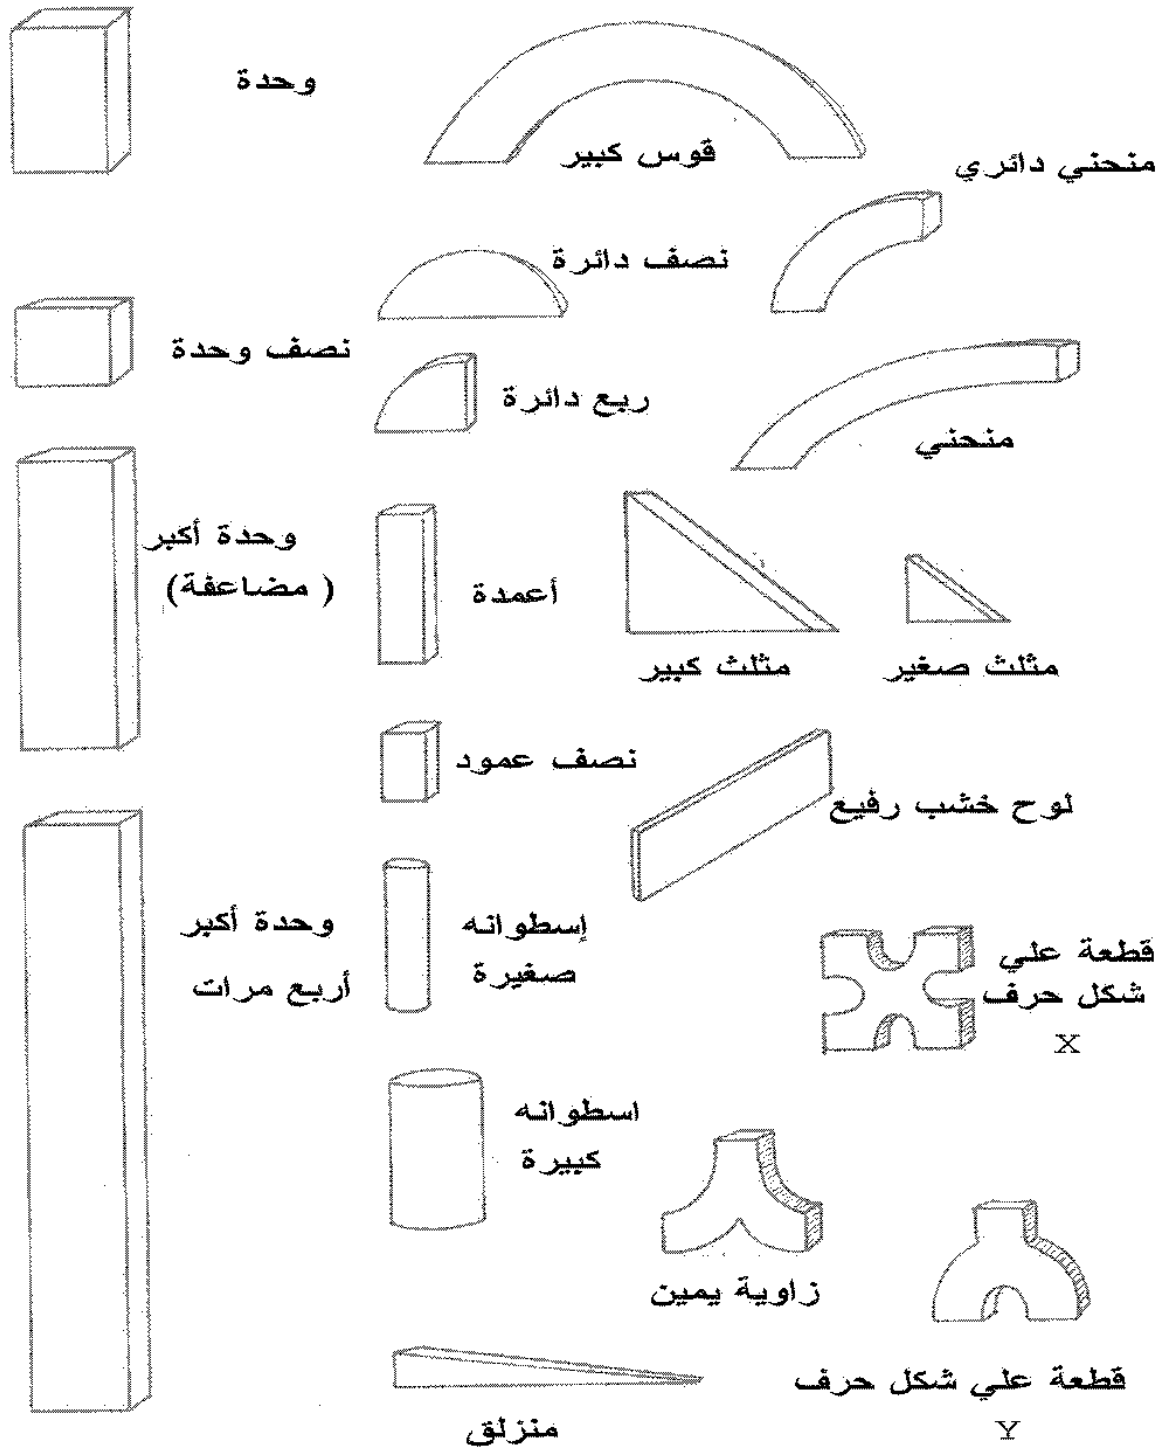 وحدة
قوس كبير
منحني دائري
نصف دائرة
نصف وحدة
ربع دائرة
منحني
وحدة أكبر
( مضاعفة)
أعمدة
مثلث كبير
مثلث صغير
نصف عمود
لوح خشب رفيع
وحدة أكبر
أربع مرات
إسطوانه
صغيرة
قطعة علي
شكل حرف
X
اسطوانه
كبيرة
زاوية يمين
قطعة علي شكل حرف
Y
منزلق